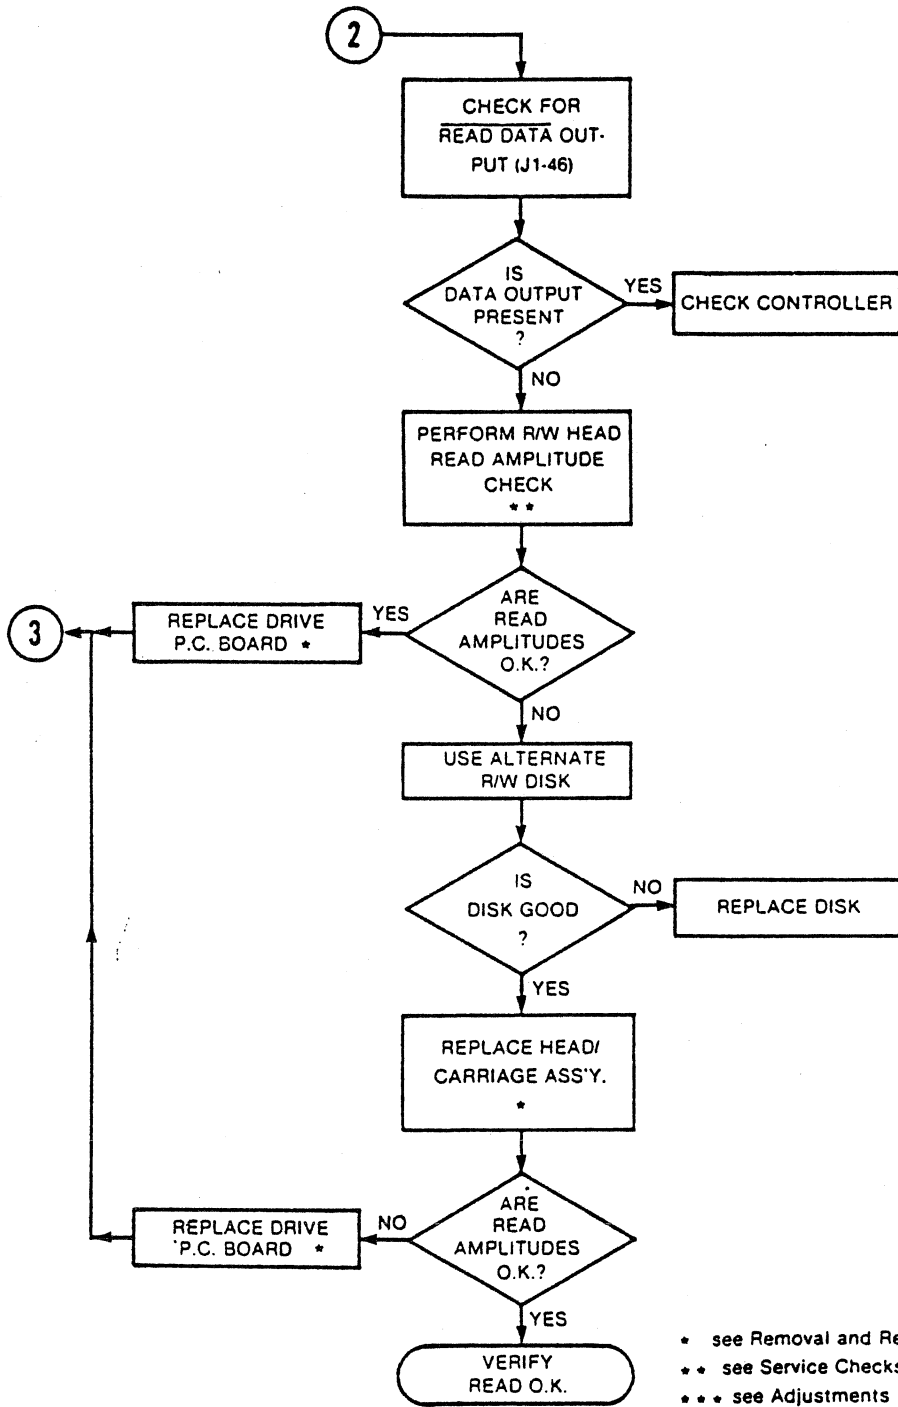 2
CHECK FOR
READ DATA OUT-
PUT (J1-46)
IS
DATA OUTPUT
PRESENT
?
YES
CHECK CONTROLLER
NO
PERFORM R/W HEAD
READ AMPLITUDE
CHECK
* *
ARE
READ
AMPLITUDES
O.K.?
YES
REPLACE DRIVE
P.C. BOARD *
3
NO
USE ALTERNATE
R/W DISK
IS
DISK GOOD
?
NO
REPLACE DISK
YES
REPLACE HEAD/
CARRIAGE ASS'Y.
*
ARE
READ
AMPLITUDES
O.K.?
NO
REPLACE DRIVE
P.C. BOARD *
YES
VERIFY
READ O.K.
* see Removal and Re
* * see Service Checks
* * * see Adjustments